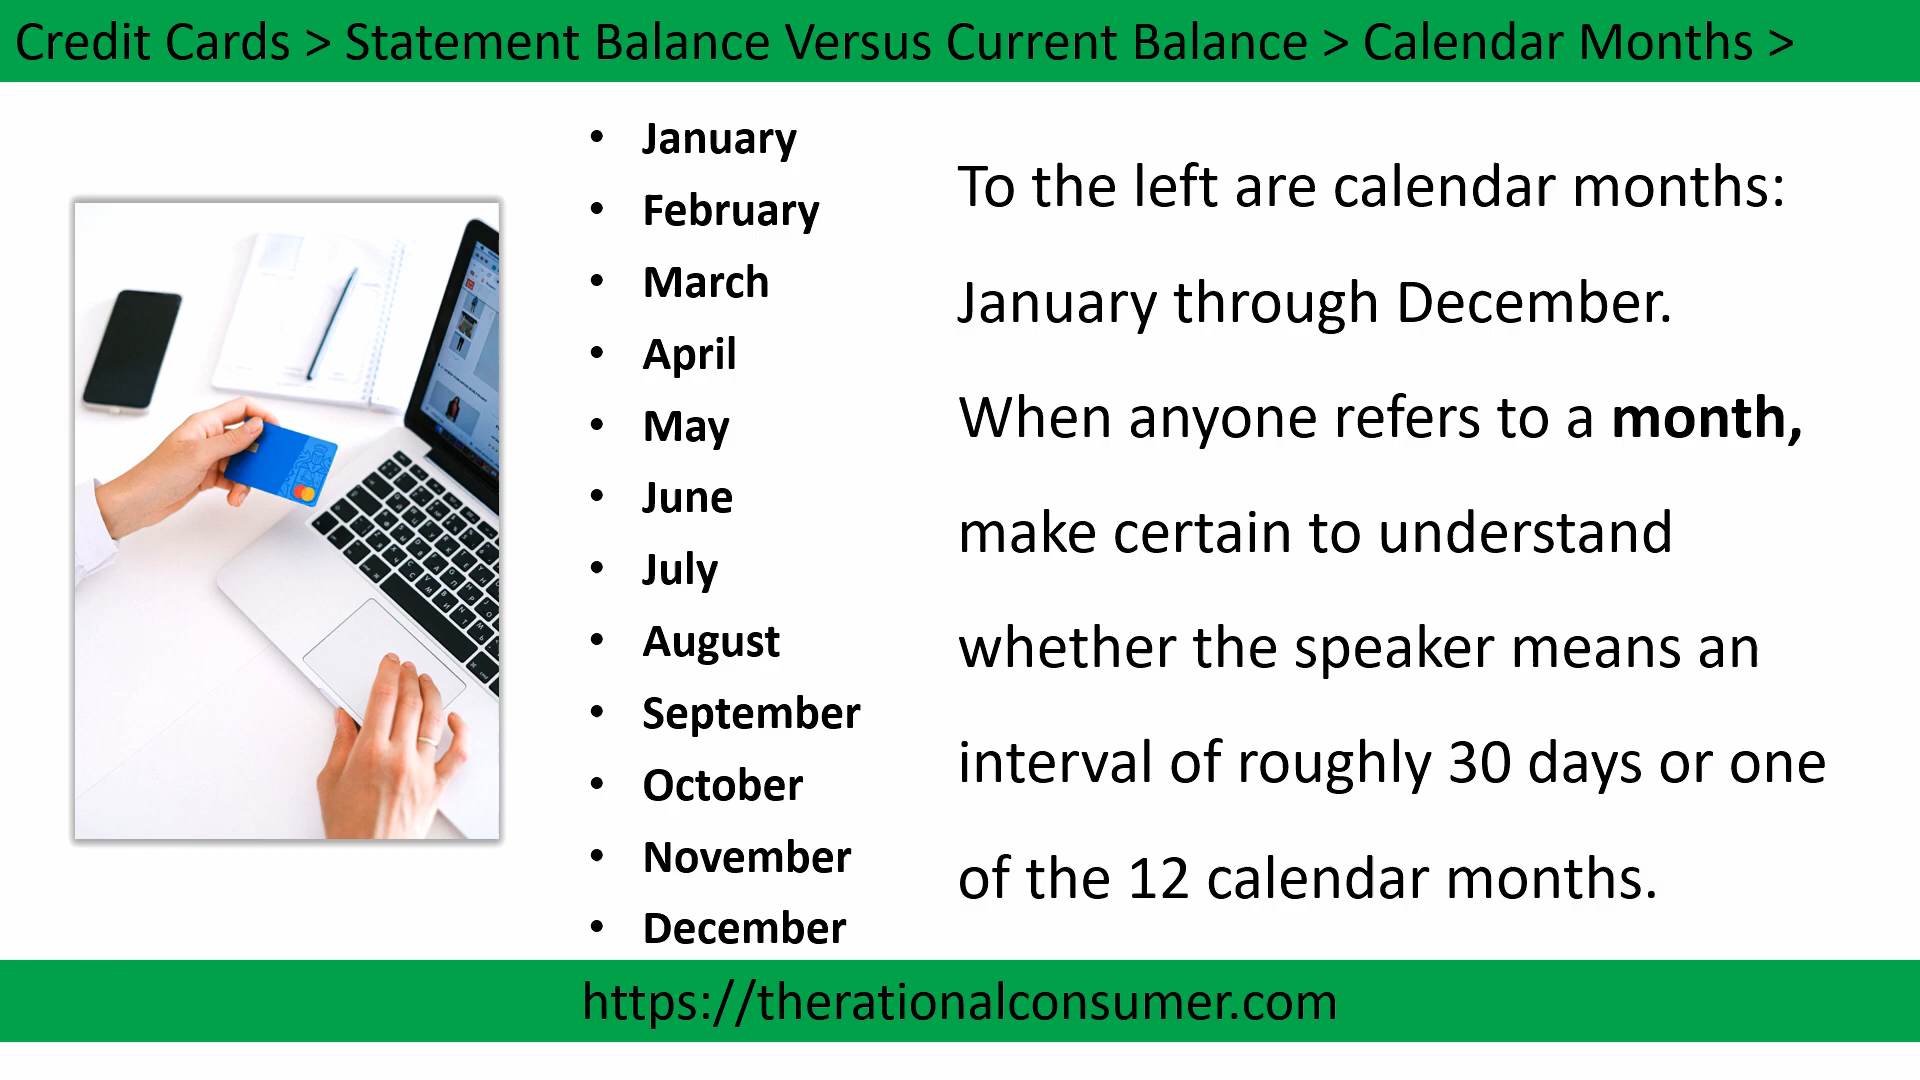 Credit Cards > Statement Balance Versus Current Balance > Calendar Months >
• January
• February
• March
• April
• May
• June
• July
• August
• September
• October
• November
• December
To the left are calendar months:
January through December.
When anyone refers to a month,
make certain to understand
whether the speaker means an
interval of roughly 30 days or one
of the 12 calendar months.
https://therationalconsumer.com